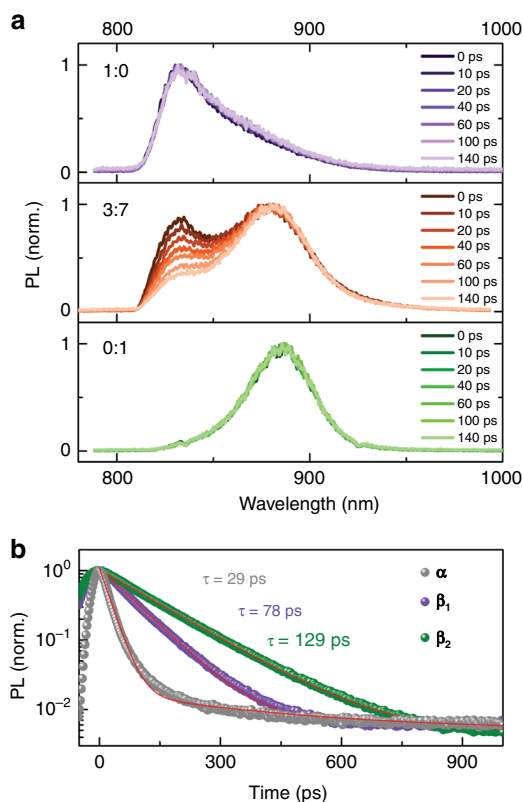 a
800 900 1000
1:0
1
0
0 ps
10 ps
20 ps
40 ps
60 ps
100 ps
140 ps
PL (norm.)
3:7
1
0
0 ps
10 ps
20 ps
40 ps
60 ps
100 ps
140 ps
0:1
1
0
0 ps
10 ps
20 ps
40 ps
60 ps
100 ps
140 ps
800 900 1000
Wavelength (nm)
b
PL (norm.)
10⁰
10⁻¹
10⁻²
τ = 29 ps
τ = 78 ps
τ = 129 ps
α
β₁
β₂
0 300 600 900
Time (ps)